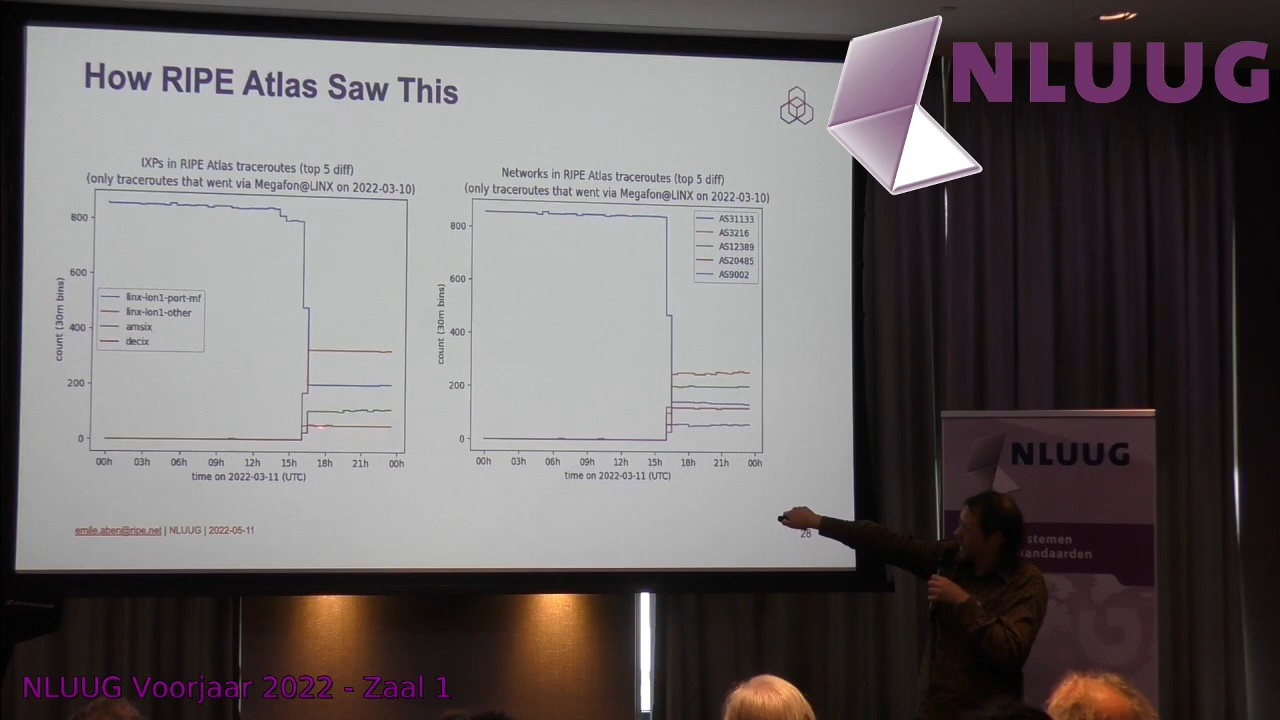 How RIPE Atlas Saw This
NLUUG
IXPs in RIPE Atlas traceroutes (top 5 diff)
(only traceroutes that went via Megafon@LINX on 2022-03-10)
count (30m bins)
800
600
400
200
0
linx-lon1-port-mf
linx-lon1-other
amsix
decix
00h 03h 06h 09h 12h 15h 18h 21h 00h
time on 2022-03-11 (UTC)
Networks in RIPE Atlas traceroutes (top 5 diff)
(only traceroutes that went via Megafon@LINX on 2022-03-10)
count (30m bins)
800
600
400
200
0
AS31133
AS3216
AS12389
AS20485
AS9002
00h 03h 06h 09h 12h 15h 18h 21h 00h
time on 2022-03-11 (UTC)
emile.aben@ripe.net | NLUUG | 2022-05-11
28
NLUUG
stemen
andaarden
NLUUG Voorjaar 2022 - Zaal 1